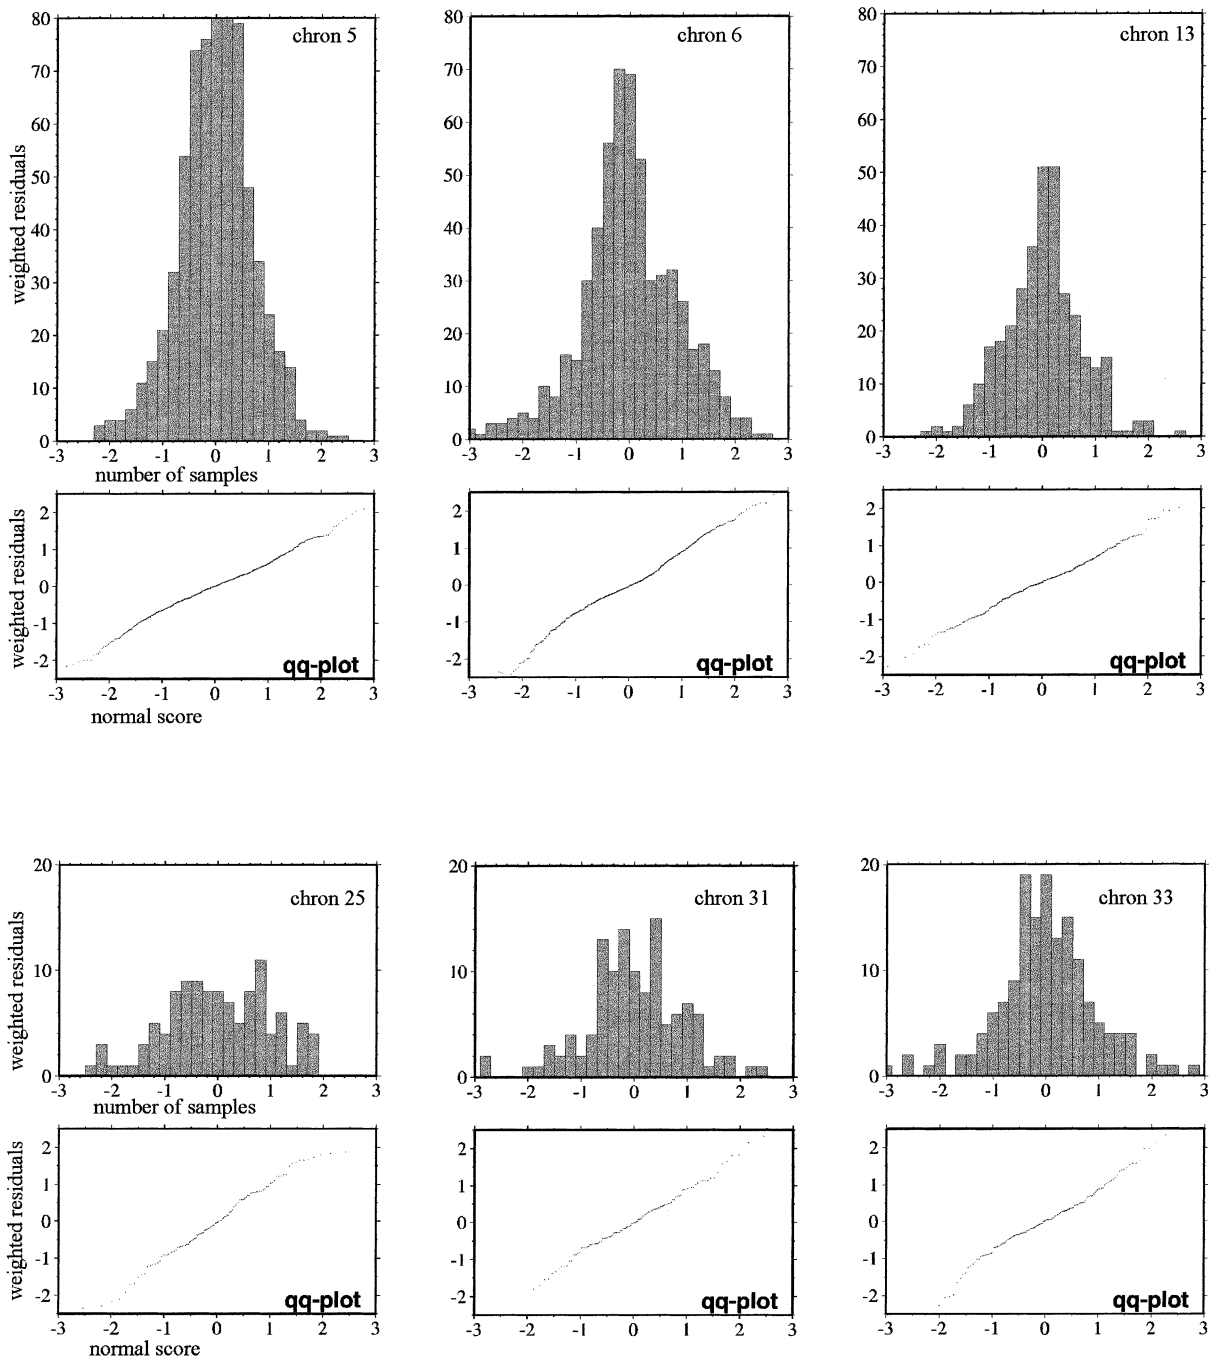 chron 5
80
70
60
50
40
30
20
10
0
weighted residuals
-3 -2 -1 0 1 2 3
number of samples
chron 6
80
70
60
50
40
30
20
10
0
-3 -2 -1 0 1 2 3
chron 13
80
70
60
50
40
30
20
10
0
-3 -2 -1 0 1 2 3
weighted residuals
2
1
0
-1
-2
qq-plot
-3 -2 -1 0 1 2 3
normal score
2
1
0
-1
-2
qq-plot
-3 -2 -1 0 1 2 3
2
1
0
-1
-2
qq-plot
-3 -2 -1 0 1 2 3
chron 25
20
10
0
weighted residuals
-3 -2 -1 0 1 2 3
number of samples
chron 31
20
10
0
-3 -2 -1 0 1 2 3
chron 33
20
10
0
-3 -2 -1 0 1 2 3
weighted residuals
2
1
0
-1
-2
qq-plot
-3 -2 -1 0 1 2 3
normal score
2
1
0
-1
-2
qq-plot
-3 -2 -1 0 1 2 3
2
1
0
-1
-2
qq-plot
-3 -2 -1 0 1 2 3